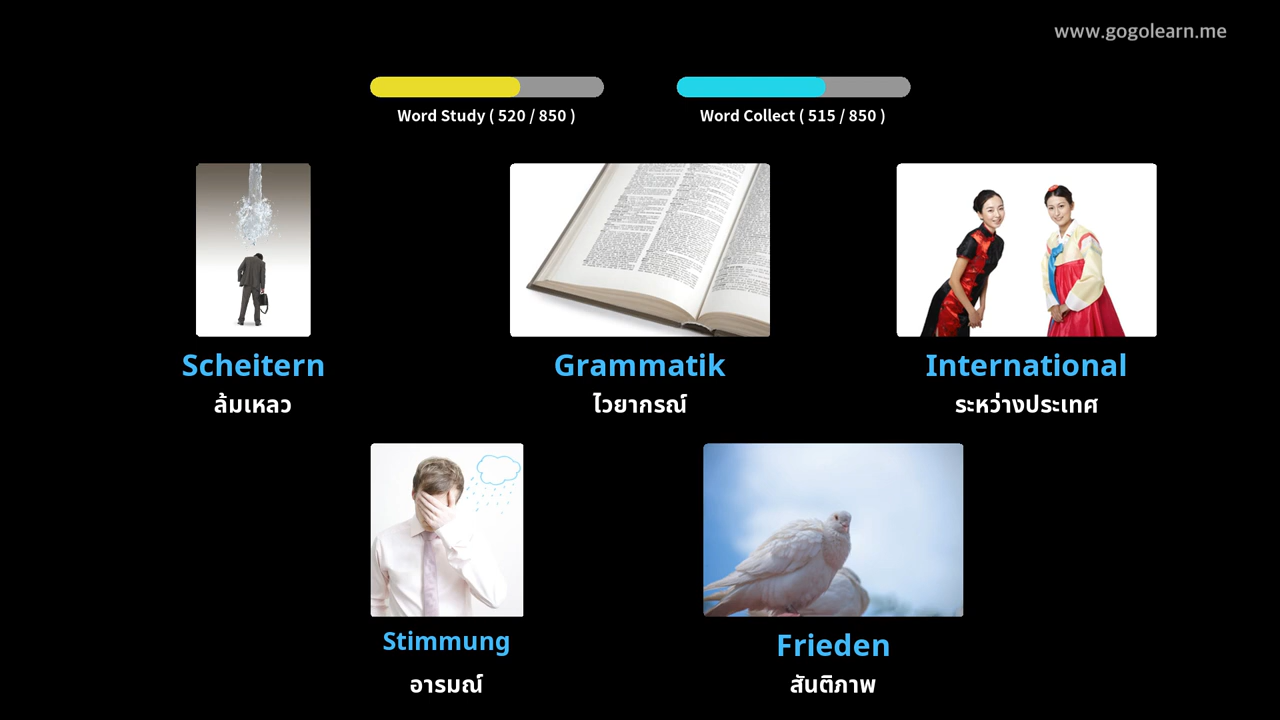 www.gogolearn.me
Word Study ( 520 / 850 )
Word Collect ( 515 / 850 )
Scheitern
ล้มเหลว
Grammatik
ไวยากรณ์
International
ระหว่างประเทศ
Stimmung
อารมณ์
Frieden
สันติภาพ